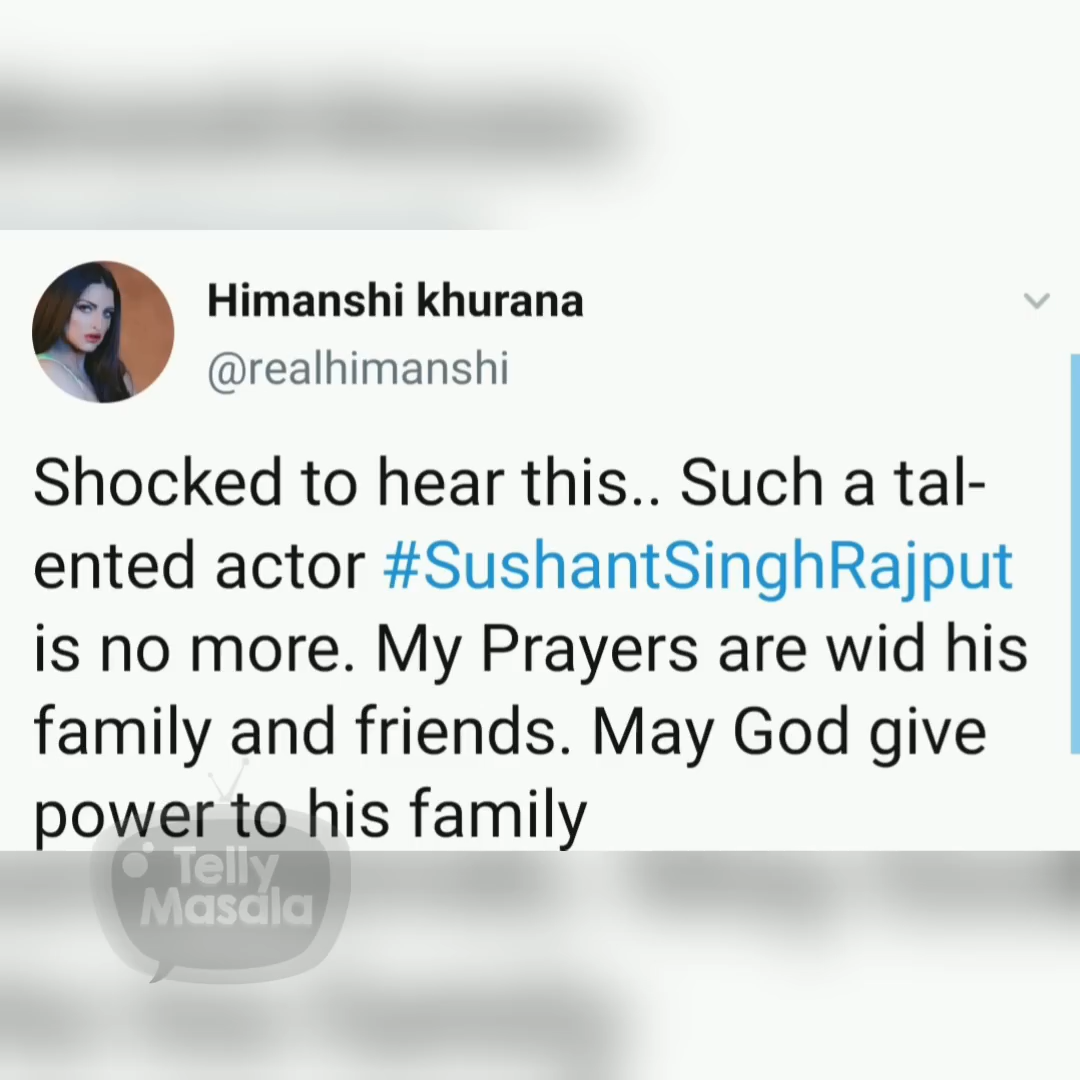 Himanshi khurana
@realhimanshi
Shocked to hear this.. Such a tal-
ented actor #SushantSinghRajput
is no more. My Prayers are wid his
family and friends. May God give
power to his family
Telly
Masala